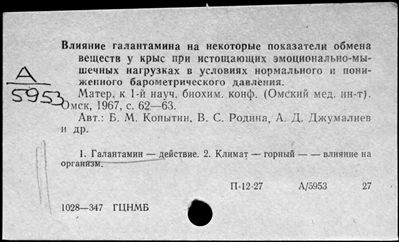 Влияние галантамина на некоторые показатели обмена
веществ у крыс при истощающих эмоционально-мы-
шечных нагрузках в условиях нормального и пони-
женного барометрического давления.
А
5953
Матер. к 1-й науч. биохим. конф. (Омский мед. ин-т).
Омск, 1967, с. 62—63.
Авт.: Б. М. Копытин, В. С. Родина, А. Д. Джумалиев
и др.
1. Галантамин — действие. 2. Климат — горный — — влияние на
организм.
П-12-27 А/5953 27
1028—347 ГЦНМБ